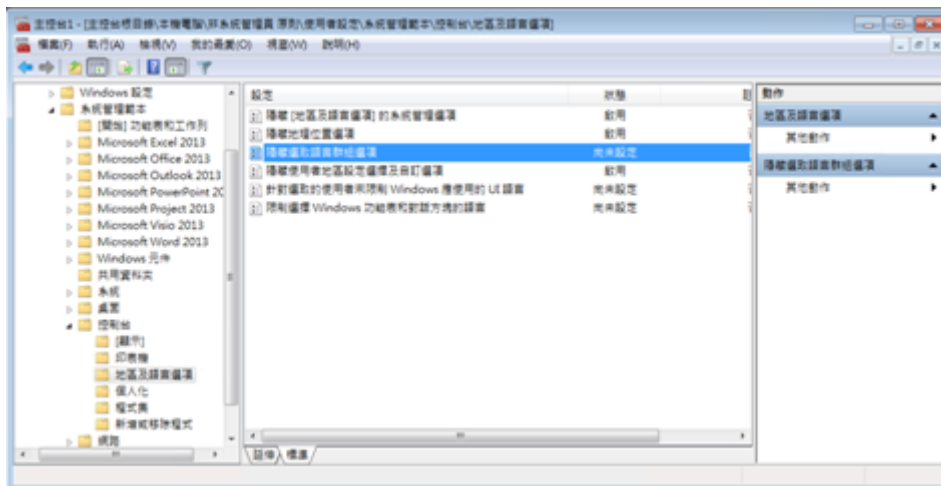 主控台1 - [主控台根目錄\本機電腦\非系統管理員 原則\使用者設定\系統管理範本\控制台\地區及語言選項]
檔案(F) 執行(A) 檢視(V) 我的最愛(O) 視窗(W) 說明(H)
Windows 設定
系統管理範本
[開始] 功能表和工作列
Microsoft Excel 2013
Microsoft Office 2013
Microsoft Outlook 2013
Microsoft PowerPoint 20
Microsoft Project 2013
Microsoft Visio 2013
Microsoft Word 2013
Windows 元件
共用資料夾
系統
桌面
控制台
[顯示]
印表機
地區及語言選項
個人化
程式集
新增或移除程式
網路
設定 狀態
隱藏 [地區及語言選項] 的系統管理選項 啟用
隱藏地理位置選項 啟用
隱藏選取語言群組選項 尚未設定
隱藏使用者地區設定選擇及自訂選項 啟用
針對選取的使用者來限制 Windows 應使用的 UI 語言 尚未設定
限制選擇 Windows 功能表和對話方塊的語言 尚未設定
延伸 標準
動作
地區及語言選項
其他動作
隱藏選取語言群組選項
其他動作